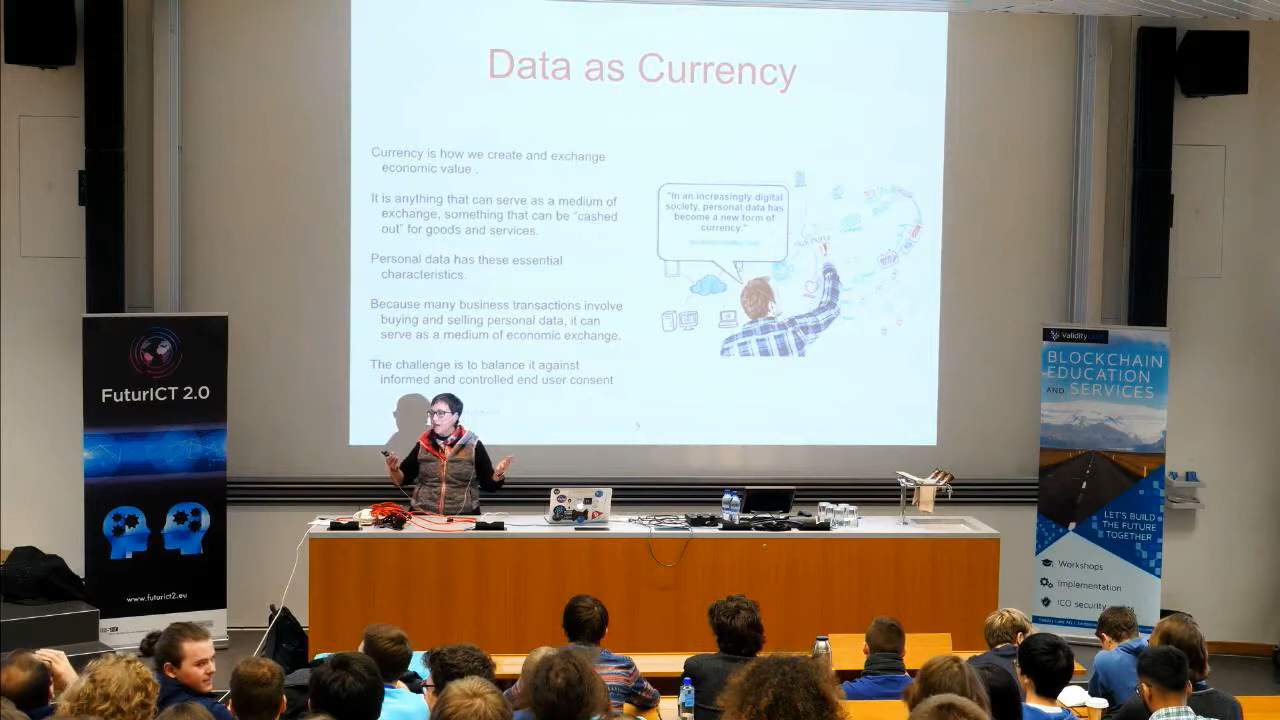 Data as Currency
Currency is how we create and exchange
economic value .
It is anything that can serve as a medium of
exchange, something that can be "cashed
out" for goods and services.
Personal data has these essential
characteristics.
Because many business transactions involve
buying and selling personal data, it can
serve as a medium of economic exchange.
The challenge is to balance it against
informed and controlled end user consent
"In an increasingly digital
society, personal data has
become a new form of
currency."
5
FuturICT 2.0
www.futurict2.eu
Validity Labs
BLOCKCHAIN
EDUCATION
AND SERVICES
LET'S BUILD
THE FUTURE
TOGETHER
Workshops
Implementation
ICO security